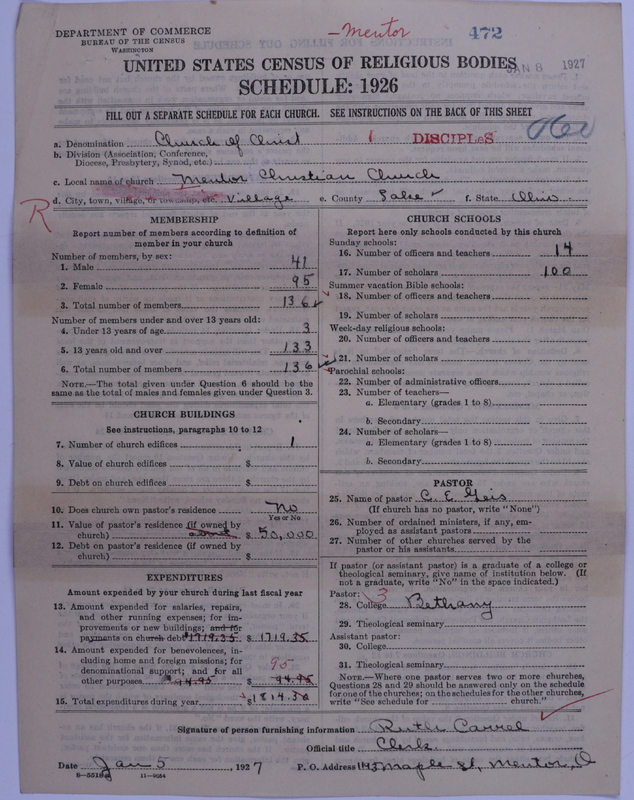 DEPARTMENT OF COMMERCE
BUREAU OF THE CENSUS
WASHINGTON
—Mentor
472
JAN 8 1927
UNITED STATES CENSUS OF RELIGIOUS BODIES
SCHEDULE: 1926
FILL OUT A SEPARATE SCHEDULE FOR EACH CHURCH. SEE INSTRUCTIONS ON THE BACK OF THIS SHEET
a. Denomination Church of Christ DISCIPLES
b. Division (Association, Conference,
Diocese, Presbytery, Synod, etc.)
c. Local name of church Mentor Christian Church
d. City, town, village, or township, etc. Village e. County Lake f. State Ohio
R
MEMBERSHIP
Report number of members according to definition of
member in your church
Number of members, by sex:
1. Male 41
2. Female 95
3. Total number of members 136
Number of members under and over 13 years old:
4. Under 13 years of age 3
5. 13 years old and over 133
6. Total number of members 136
NOTE.—The total given under Question 6 should be
same as the total of males and females given under Question 3.
CHURCH BUILDINGS
See instructions, paragraphs 10 to 12
7. Number of church edifices 1
8. Value of church edifices $
9. Debt on church edifices $
10. Does church own pastor's residence No
Yes or No
11. Value of pastor's residence (if owned by
church) about $ 50,000
12. Debt on pastor's residence (if owned by
church) $
EXPENDITURES
Amount expended by your church during last fiscal year
13. Amount expended for salaries, repairs,
and other running expenses; for im-
provements or new buildings; and for
payments on church debt $1719.35 $ 1719.35
14. Amount expended for benevolences, in-
cluding home and foreign missions; for
denominational support; and for all
other purposes 94.95 95 $ 94.95
15. Total expenditures during year $ 1814.30
CHURCH SCHOOLS
Report here only schools conducted by this church
Sunday schools:
16. Number of officers and teachers 14
17. Number of scholars 100
Summer vacation Bible schools:
18. Number of officers and teachers
19. Number of scholars
Week-day religious schools:
20. Number of officers and teachers
21. Number of scholars
Parochial schools:
22. Number of administrative officers
23. Number of teachers—
a. Elementary (grades 1 to 8)
b. Secondary
24. Number of scholars—
a. Elementary (grades 1 to 8)
b. Secondary
PASTOR
25. Name of pastor C. E. Geis
(If church has no pastor, write "None")
26. Number of ordained ministers, if any, em-
ployed as assistant pastors
27. Number of other churches served by the
pastor or his assistants
If pastor (or assistant pastor) is a graduate of a college or
theological seminary, give name of institution below. (If
not a graduate, write "No" in the space indicated.)
Pastor: 3
28. College Bethany
29. Theological seminary
Assistant pastor:
30. College
31. Theological seminary
NOTE.—Where one pastor serves two or more churches,
Questions 28 and 29 should be answered only on the schedule
for one of the churches; on the schedules for the other churches,
write "See schedule for church."
Signature of person furnishing information Ruth Carrel
Official title Clerk
Date Jan 5, 1927 P. O. Address 143 Maple St, Mentor, O
11—9084